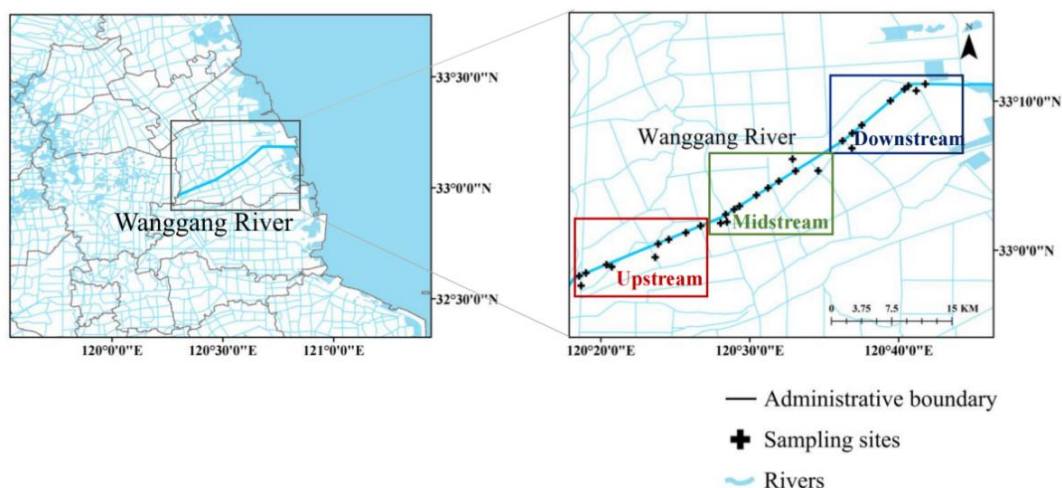 33°30'0"N
33°0'0"N
32°30'0"N
Wanggang River
120°0'0"E
120°30'0"E
121°0'0"E
N
33°10'0"N
33°0'0"N
Wanggang River
Downstream
Midstream
Upstream
0 3.75 7.5 15 KM
120°20'0"E
120°30'0"E
120°40'0"E
Administrative boundary
Sampling sites
Rivers